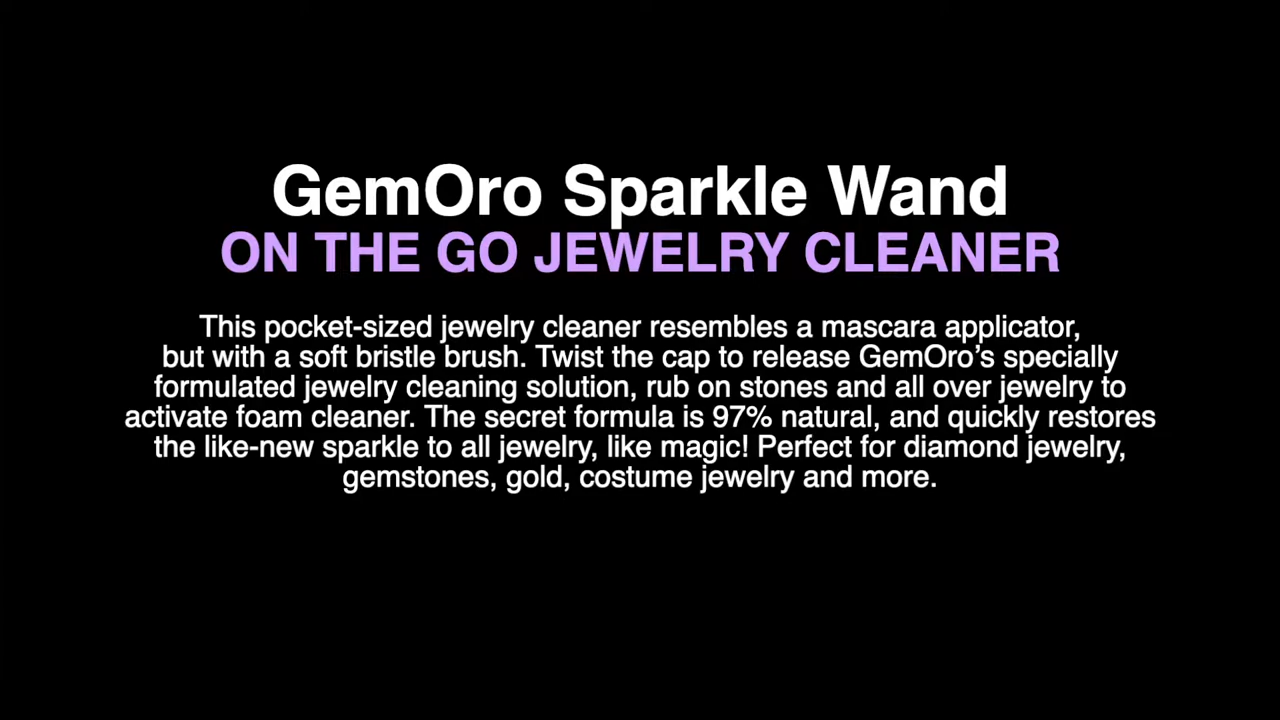 GemOro Sparkle Wand
ON THE GO JEWELRY CLEANER
This pocket-sized jewelry cleaner resembles a mascara applicator,
but with a soft bristle brush. Twist the cap to release GemOro’s specially
formulated jewelry cleaning solution, rub on stones and all over jewelry to
activate foam cleaner. The secret formula is 97% natural, and quickly restores
the like-new sparkle to all jewelry, like magic! Perfect for diamond jewelry,
gemstones, gold, costume jewelry and more.